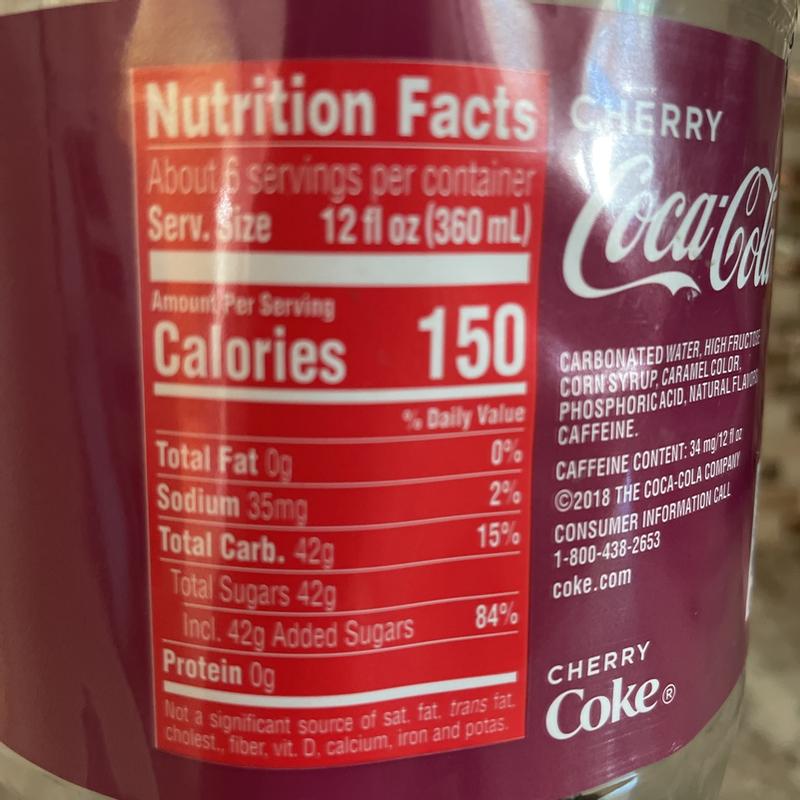 Nutrition Facts
About 6 servings per container
Serv. Size 12 fl oz (360 mL)
Amount Per Serving
Calories 150
% Daily Value
Total Fat 0g 0%
Sodium 35mg 2%
Total Carb. 42g 15%
Total Sugars 42g
Incl. 42g Added Sugars 84%
Protein 0g
Not a significant source of sat. fat, trans fat,
cholest., fiber, vit. D, calcium, iron and potas.
CHERRY
Coca-Cola
CARBONATED WATER, HIGH FRUCTOSE
CORN SYRUP, CARAMEL COLOR,
PHOSPHORIC ACID, NATURAL FLAVORS,
CAFFEINE.
CAFFEINE CONTENT: 34 mg/12 fl oz
©2018 THE COCA-COLA COMPANY
CONSUMER INFORMATION CALL
1-800-438-2653
coke.com
CHERRY
Coke®